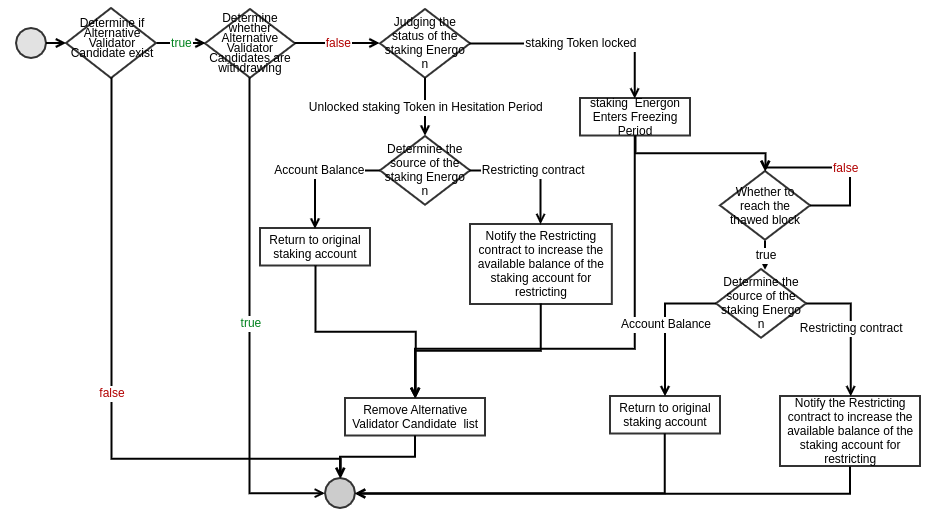 Determine if
Alternative
Validator
Candidate exist
true
Determine
whether
Alternative
Validator
Candidates are
withdrawing
false
Judging the
status of the
staking Energo
n
staking Token locked
Unlocked staking Token in Hesitation Period
staking  Energon
Enters Freezing
Period
Determine the
source of the
staking Energo
n
Account Balance
Restricting contract
false
Whether to
reach the
thawed block
Return to original
staking account
Notify the Restricting
contract to increase the
available balance of the
staking account for
restricting
true
Determine the
source of the
staking Energo
n
true
Account Balance
Restricting contract
false
Remove Alternative
Validator Candidate  list
Return to original
staking account
Notify the Restricting
contract to increase the
available balance of the
staking account for
restricting